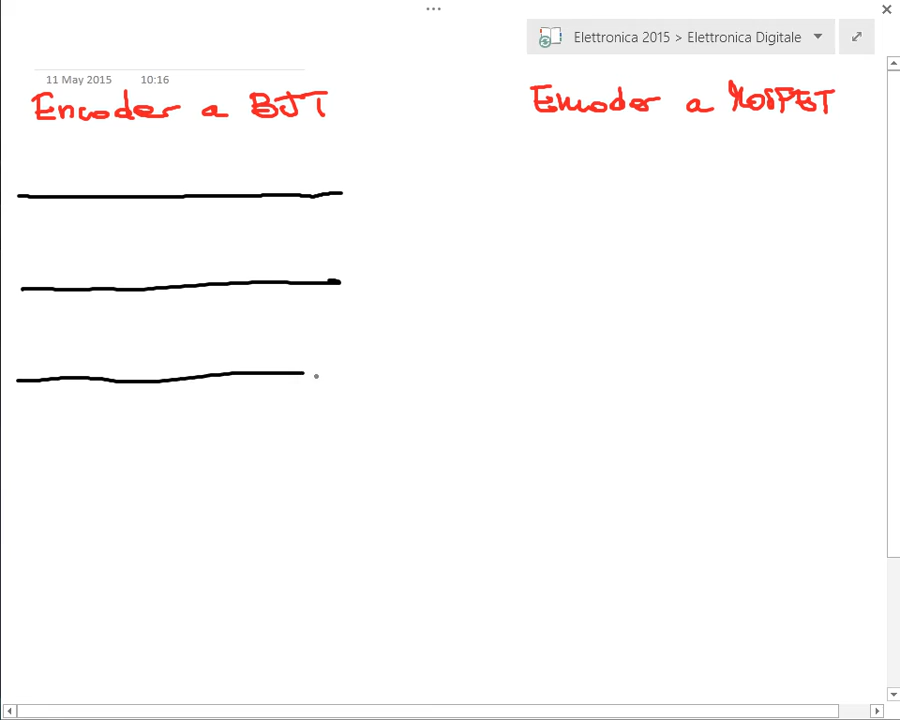 Elettronica 2015 > Elettronica Digitale
11 May 2015 10:16
Encoder a BJT
Encoder a MOSFET